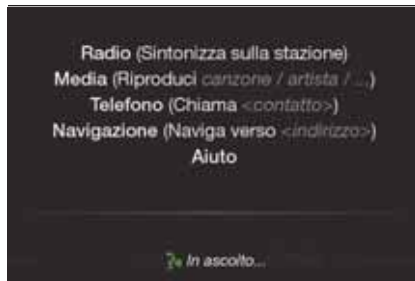 Radio (Sintonizza sulla stazione)
Media (Riproduci canzone / artista / ...)
Telefono (Chiama <contatto>)
Navigazione (Naviga verso <indirizzo>)
Aiuto
In ascolto...